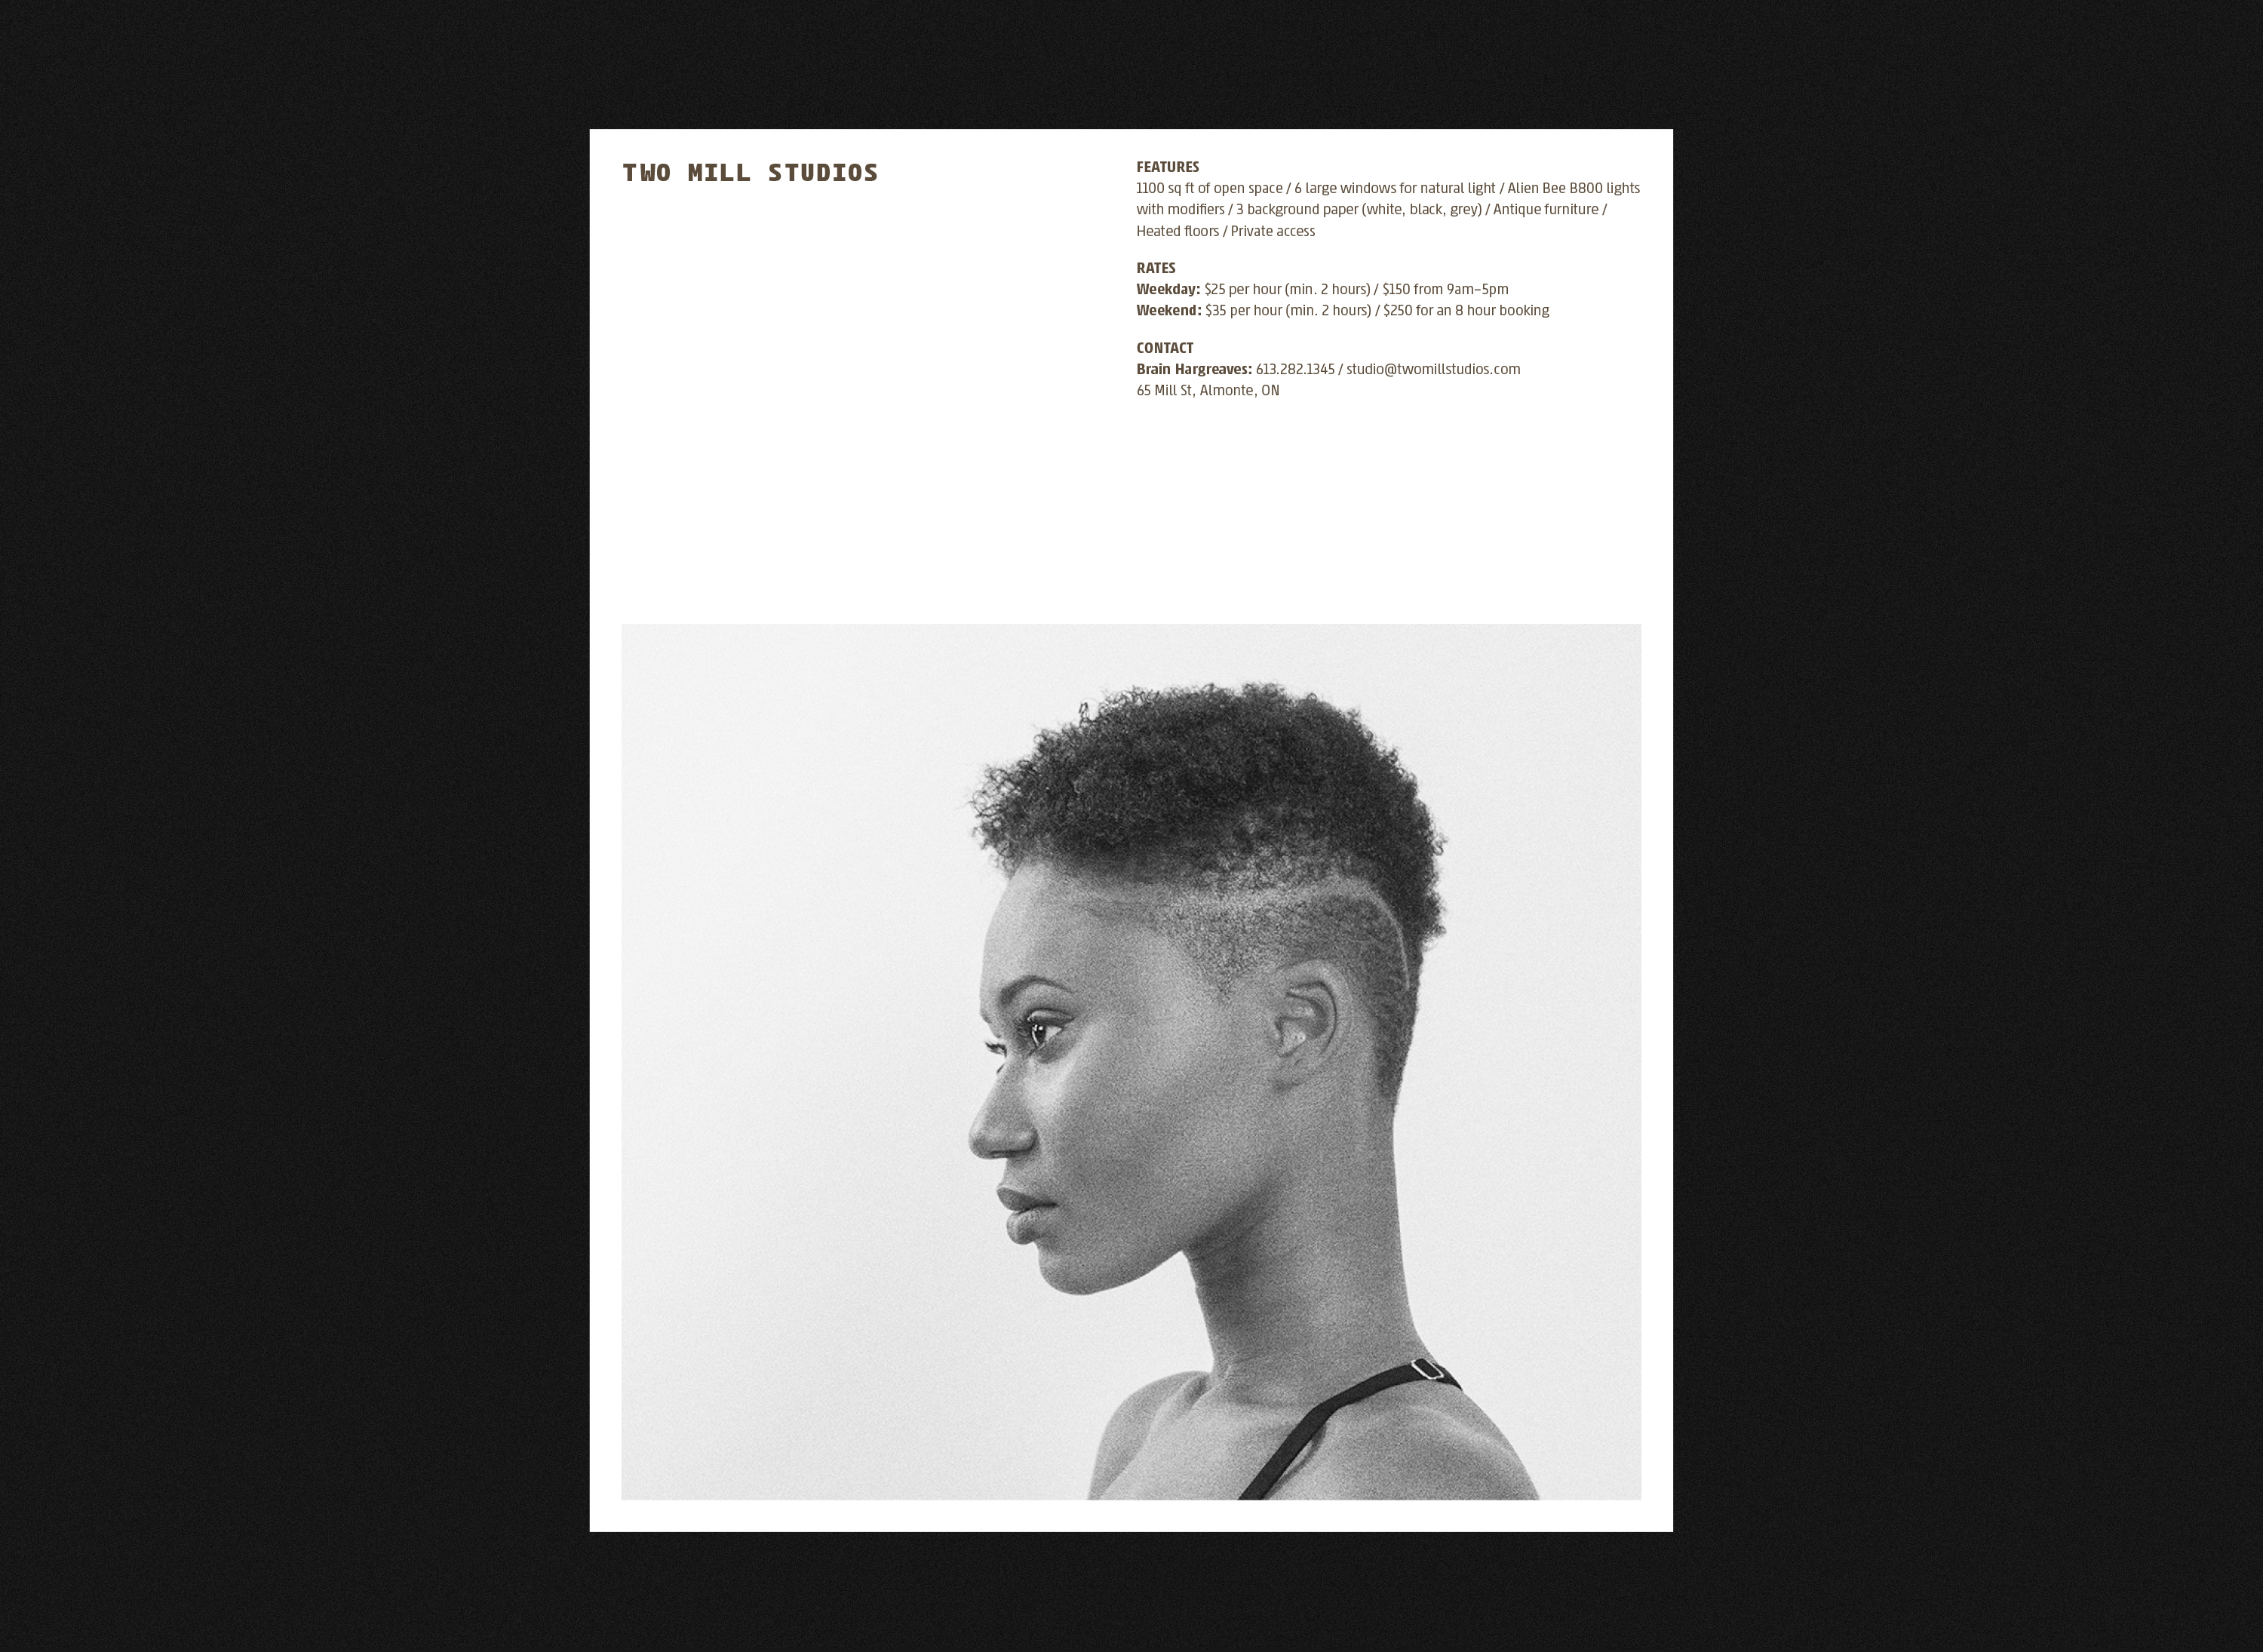 TWO MILL STUDIOS
FEATURES
1100 sq ft of open space / 6 large windows for natural light / Alien Bee B800 lights
with modifiers / 3 background paper (white, black, grey) / Antique furniture /
Heated floors / Private access
RATES
Weekday: $25 per hour (min. 2 hours) / $150 from 9am–5pm
Weekend: $35 per hour (min. 2 hours) / $250 for an 8 hour booking
CONTACT
Brain Hargreaves: 613.282.1345 / studio@twomillstudios.com
65 Mill St, Almonte, ON